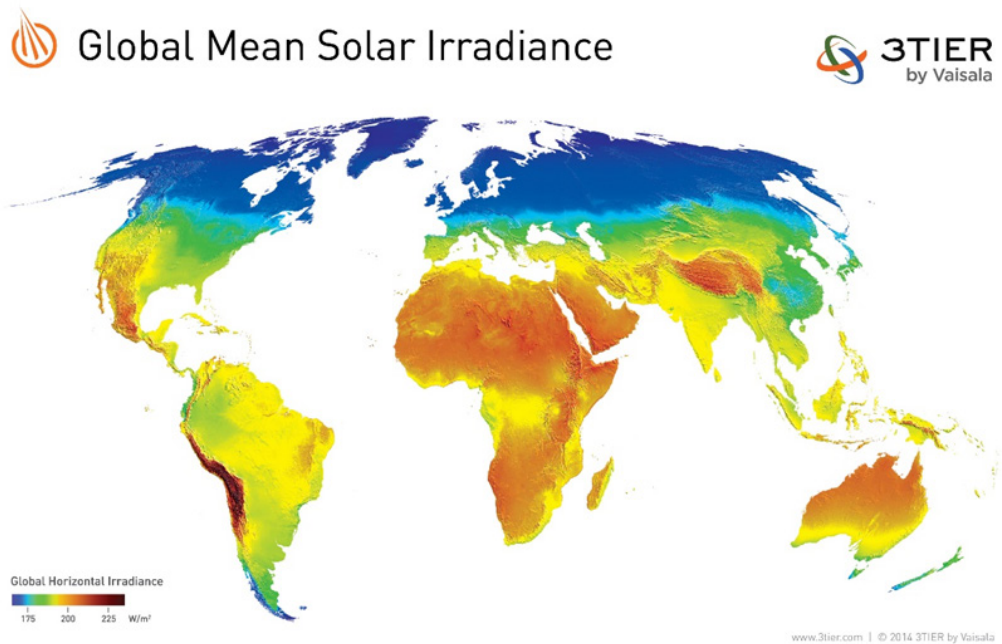 Global Mean Solar Irradiance
3TIER
by Vaisala
Global Horizontal Irradiance
175 200 225 W/m²
www.3tier.com | © 2014 3TIER by Vaisala